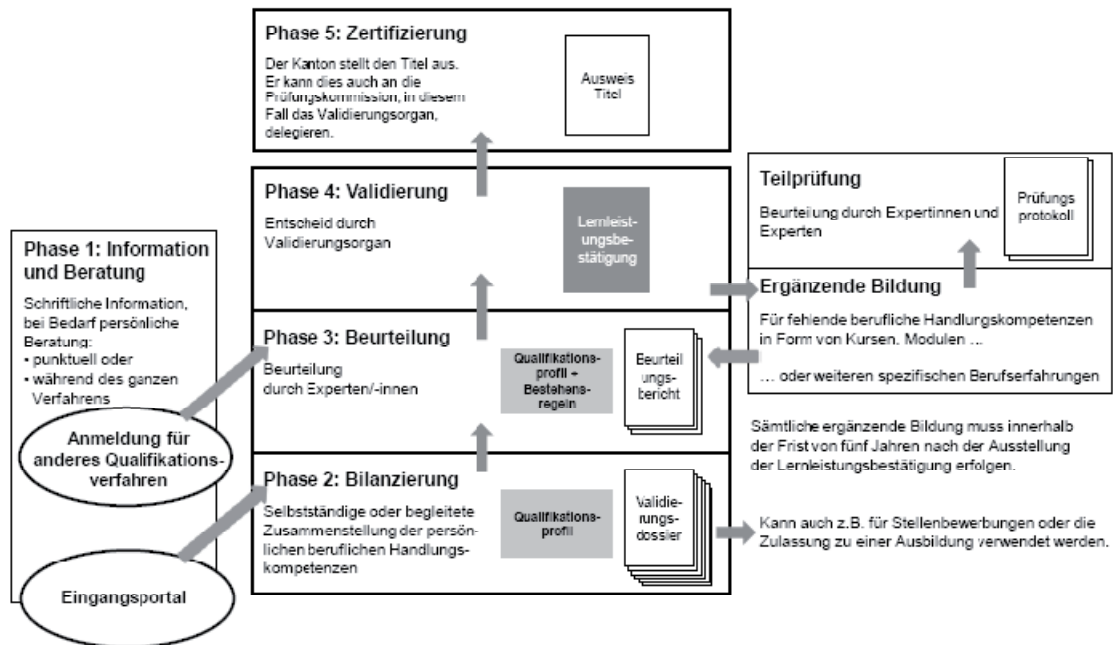 Phase 5: Zertifizierung
Der Kanton stellt den Titel aus.
Er kann dies auch an die
Prüfungskommission, in diesem
Fall das Validierungsorgan,
delegieren.
Ausweis
Titel
Phase 4: Validierung
Entscheid durch
Validierungsorgan
Lernleist-
ungsbe-
stätigung
Teilprüfung
Beurteilung durch Expertinnen und
Experten
Prüfungs
protokoll
Ergänzende Bildung
Für fehlende berufliche Handlungskompetenzen
in Form von Kursen. Modulen ...
... oder weiteren spezifischen Berufserfahrungen
Phase 1: Information
und Beratung
Schriftliche Information,
bei Bedarf persönliche
Beratung:
• punktuell oder
• während des ganzen
Verfahrens
Anmeldung für
anderes Qualifikations-
verfahren
Eingangsportal
Phase 3: Beurteilung
Beurteilung
durch Experten/-innen
Qualifikations-
profil +
Bestehens-
regeln
Beurteil
ungs-
bericht
Sämtliche ergänzende Bildung muss innerhalb
der Frist von fünf Jahren nach der Ausstellung
der Lernleistungsbestätigung erfolgen.
Phase 2: Bilanzierung
Selbstständige oder begleitete
Zusammenstellung der persön-
lichen beruflichen Handlungs-
kompetenzen
Qualifikations-
profil
Validie-
rungs-
dossier
Kann auch z.B. für Stellenbewerbungen oder die
Zulassung zu einer Ausbildung verwendet werden.